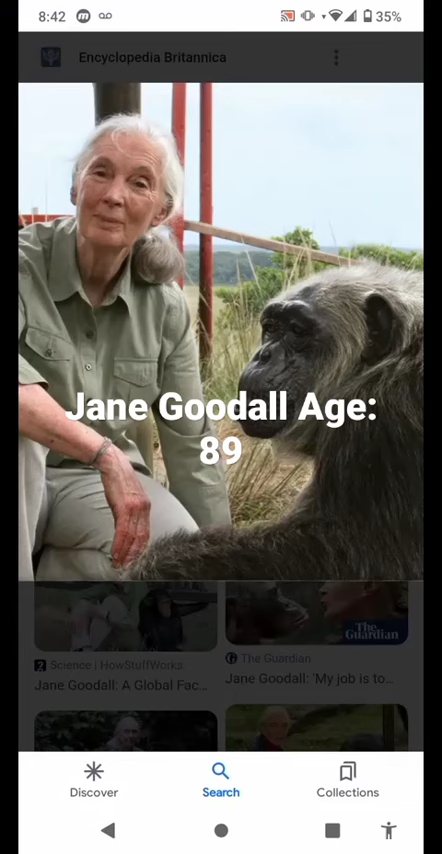 8:42
35%
Encyclopedia Britannica
Jane Goodall Age:
89
The
Guardian
Science | HowStuffWorks
The Guardian
Jane Goodall: A Global Fac...
Jane Goodall: 'My job is to...
Discover
Search
Collections